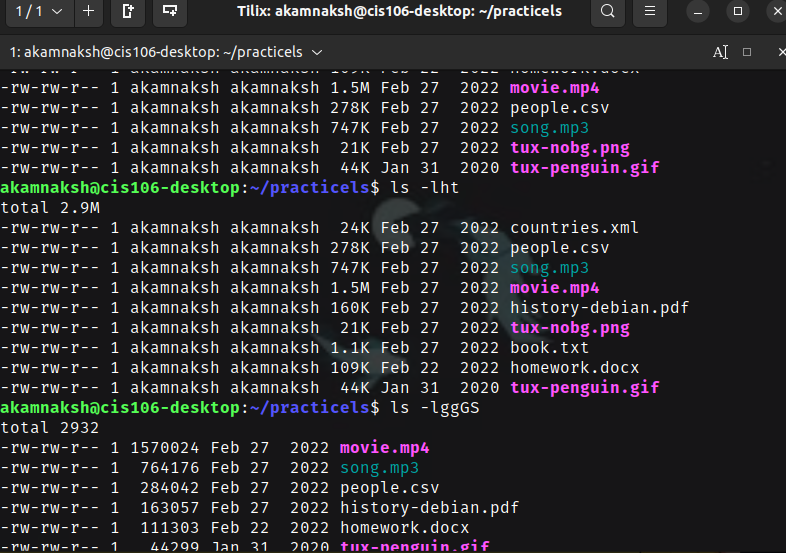 1 / 1
Tilix: akamnaksh@cis106-desktop: ~/practicels
1: akamnaksh@cis106-desktop: ~/practicels
-rw-rw-r-- 1 akamnaksh akamnaksh 109K Feb 22  2022 homework.docx
-rw-rw-r-- 1 akamnaksh akamnaksh 1.5M Feb 27  2022 movie.mp4
-rw-rw-r-- 1 akamnaksh akamnaksh 278K Feb 27  2022 people.csv
-rw-rw-r-- 1 akamnaksh akamnaksh 747K Feb 27  2022 song.mp3
-rw-rw-r-- 1 akamnaksh akamnaksh  21K Feb 27  2022 tux-nobg.png
-rw-rw-r-- 1 akamnaksh akamnaksh  44K Jan 31  2020 tux-penguin.gif
akamnaksh@cis106-desktop:~/practicels$ ls -lht
total 2.9M
-rw-rw-r-- 1 akamnaksh akamnaksh  24K Feb 27  2022 countries.xml
-rw-rw-r-- 1 akamnaksh akamnaksh 278K Feb 27  2022 people.csv
-rw-rw-r-- 1 akamnaksh akamnaksh 747K Feb 27  2022 song.mp3
-rw-rw-r-- 1 akamnaksh akamnaksh 1.5M Feb 27  2022 movie.mp4
-rw-rw-r-- 1 akamnaksh akamnaksh 160K Feb 27  2022 history-debian.pdf
-rw-rw-r-- 1 akamnaksh akamnaksh  21K Feb 27  2022 tux-nobg.png
-rw-rw-r-- 1 akamnaksh akamnaksh 1.1K Feb 27  2022 book.txt
-rw-rw-r-- 1 akamnaksh akamnaksh 109K Feb 22  2022 homework.docx
-rw-rw-r-- 1 akamnaksh akamnaksh  44K Jan 31  2020 tux-penguin.gif
akamnaksh@cis106-desktop:~/practicels$ ls -lggGS
total 2932
-rw-rw-r-- 1 1570024 Feb 27  2022 movie.mp4
-rw-rw-r-- 1  764176 Feb 27  2022 song.mp3
-rw-rw-r-- 1  284042 Feb 27  2022 people.csv
-rw-rw-r-- 1  163057 Feb 27  2022 history-debian.pdf
-rw-rw-r-- 1  111303 Feb 22  2022 homework.docx
-rw-rw-r-- 1   44299 Jan 31  2020 tux-penguin.gif